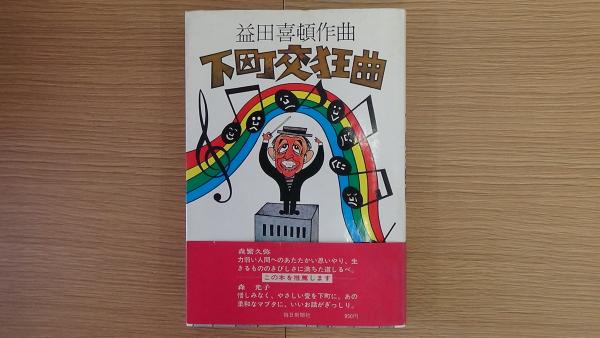 益田喜頓作曲
下町交狂曲
森繁久弥
力弱い人間へのあたたかい思いやり、生
きるもののきびしさに満ちた道しるべ。
この本を推薦します
森 光子
惜しみなく、やさしい愛を下町に。あの
柔和なマブタに、いいお話がぎっしり。
毎日新聞社
950円